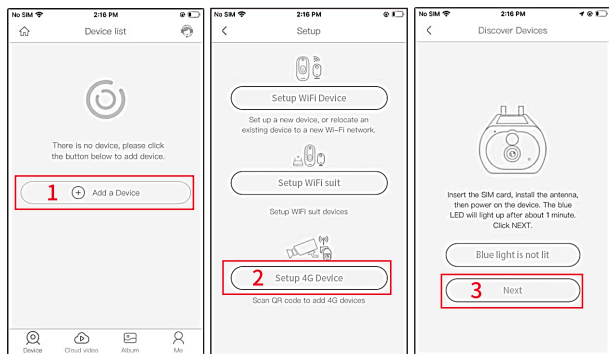 No SIM 2:16 PM
Device list
There is no device, please click
the button below to add device.
1 Add a Device
Device Cloud video Album Me
No SIM 2:16 PM
Setup
Setup WiFi Device
Set up a new device, or relocate an
existing device to a new Wi-Fi network.
Setup WiFi suit
Setup WIFI suit devices
2 Setup 4G Device
Scan QR code to add 4G devices
No SIM 2:16 PM
Discover Devices
Insert the SIM card, install the antenna,
then power on the device. The blue
LED will light up after about 1 minute.
Click NEXT.
Blue light is not lit
3 Next